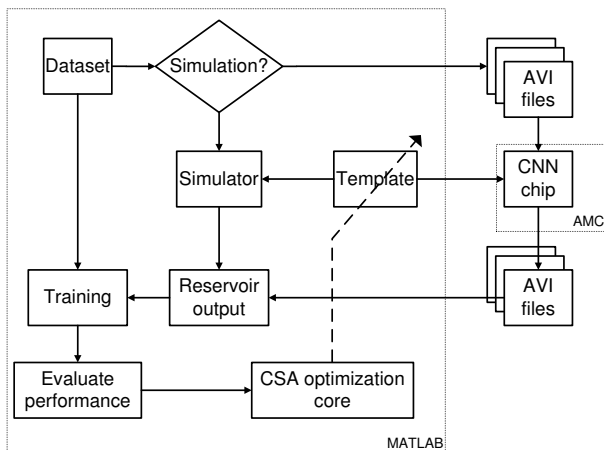 Dataset
Simulation?
AVI
files
Simulator
Template
CNN
chip
AMC
Training
Reservoir
output
AVI
files
Evaluate
performance
CSA optimization
core
MATLAB